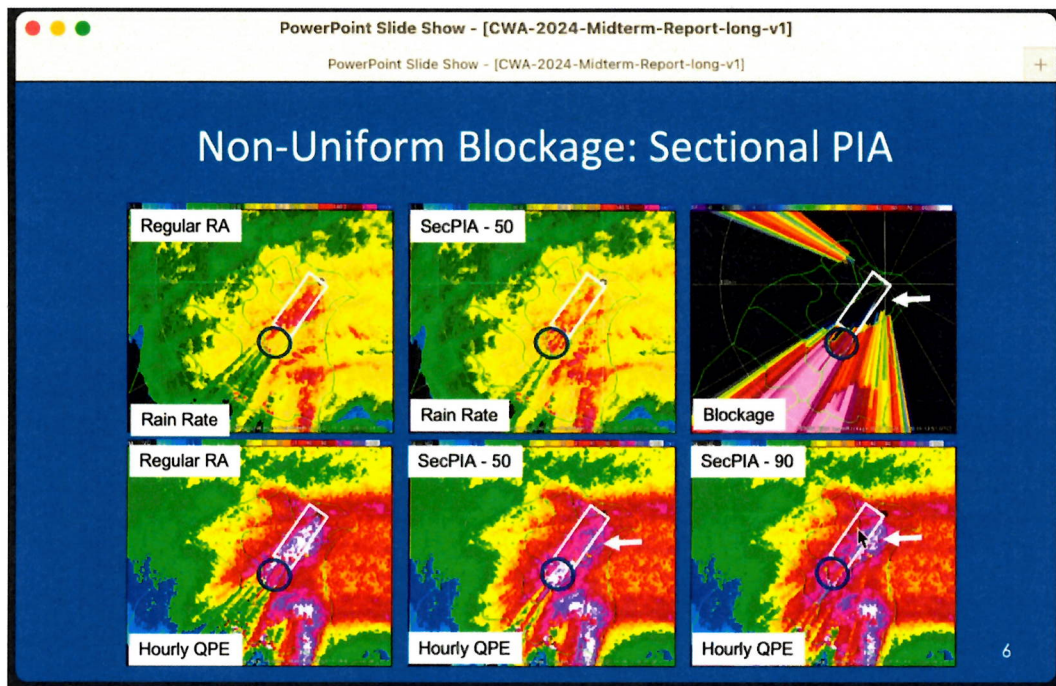 PowerPoint Slide Show - [CWA-2024-Midterm-Report-long-v1]
PowerPoint Slide Show - [CWA-2024-Midterm-Report-long-v1]
+
Non-Uniform Blockage: Sectional PIA
Regular RA
SecPIA - 50
Rain Rate
Rain Rate
Blockage
Regular RA
SecPIA - 50
SecPIA - 90
Hourly QPE
Hourly QPE
Hourly QPE
6